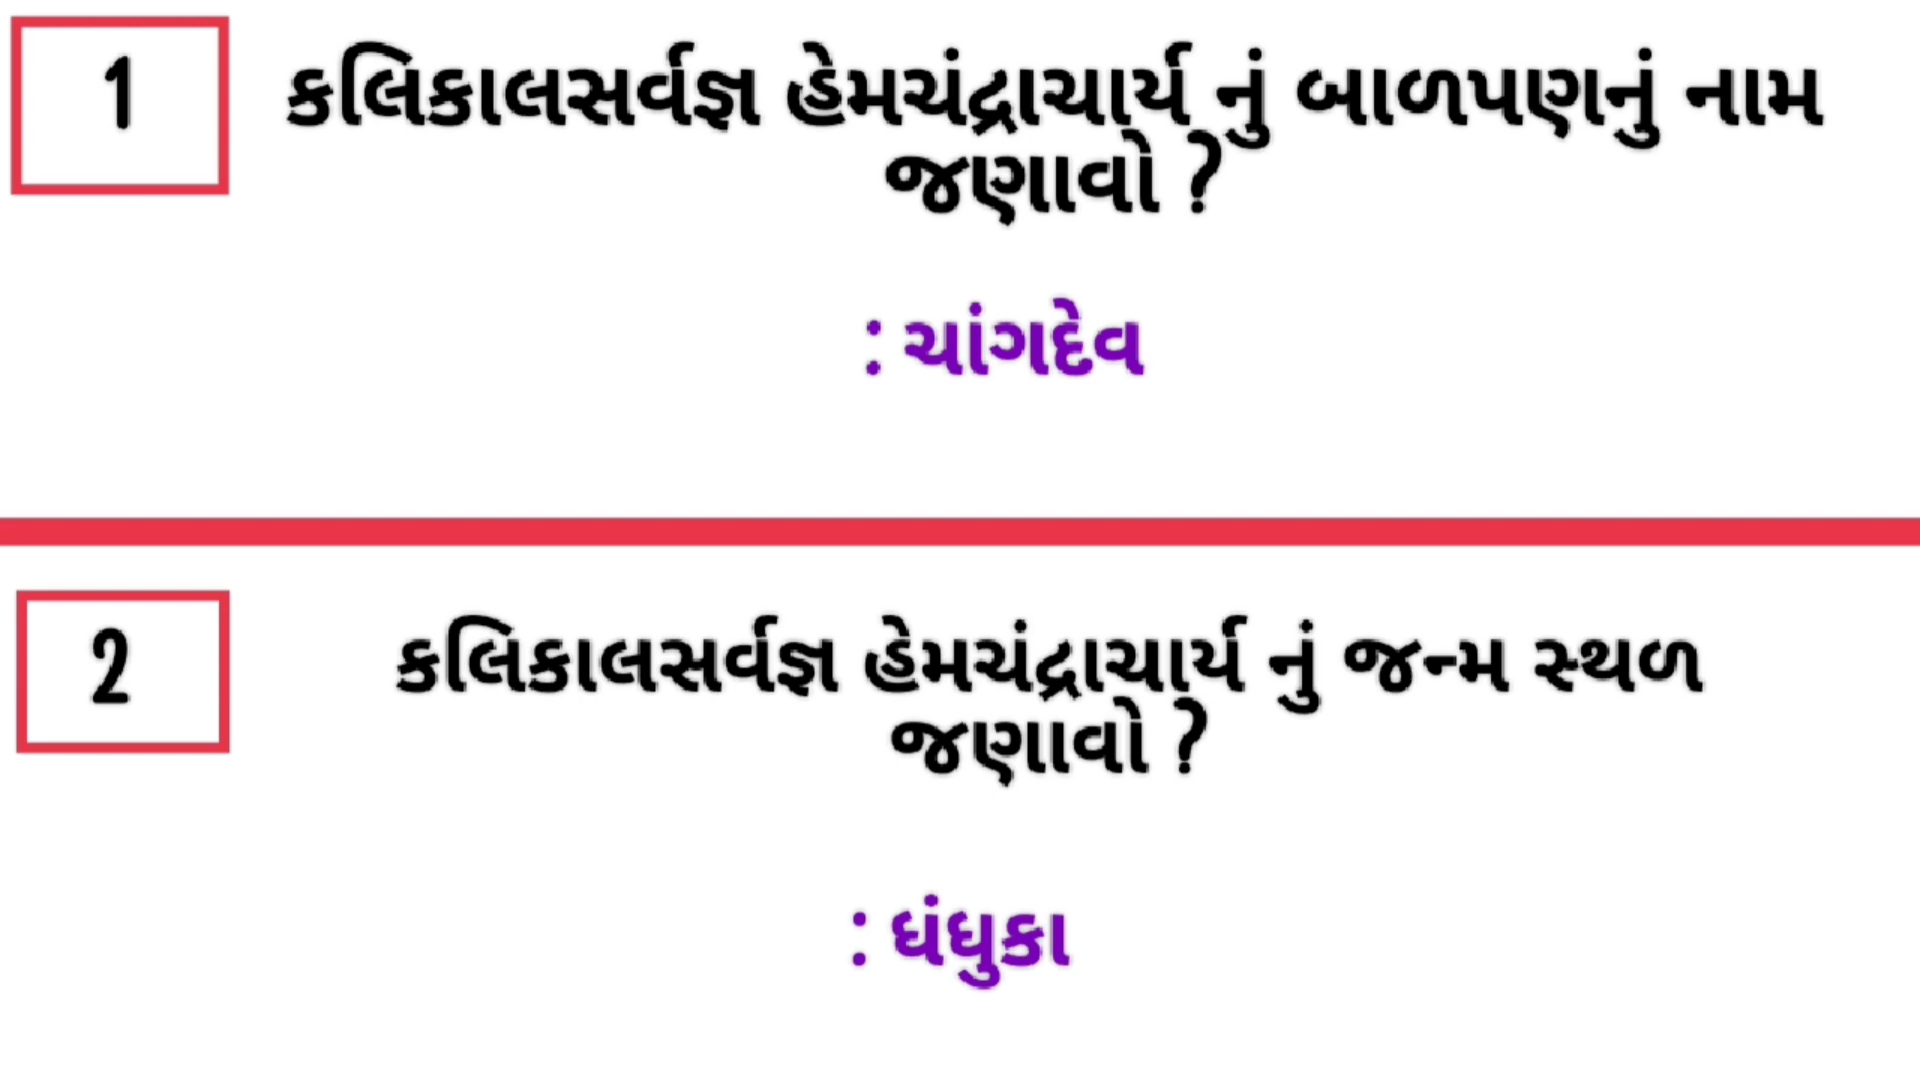 1
કલિકાલસર્વજ્ઞ હેમચંદ્રાચાર્ય નું બાળપણનું નામ
જણાવો ?
: ચાંગદેવ
2
કલિકાલસર્વજ્ઞ હેમચંદ્રાચાર્ય નું જન્મ સ્થળ
જણાવો ?
: ધંધુકા